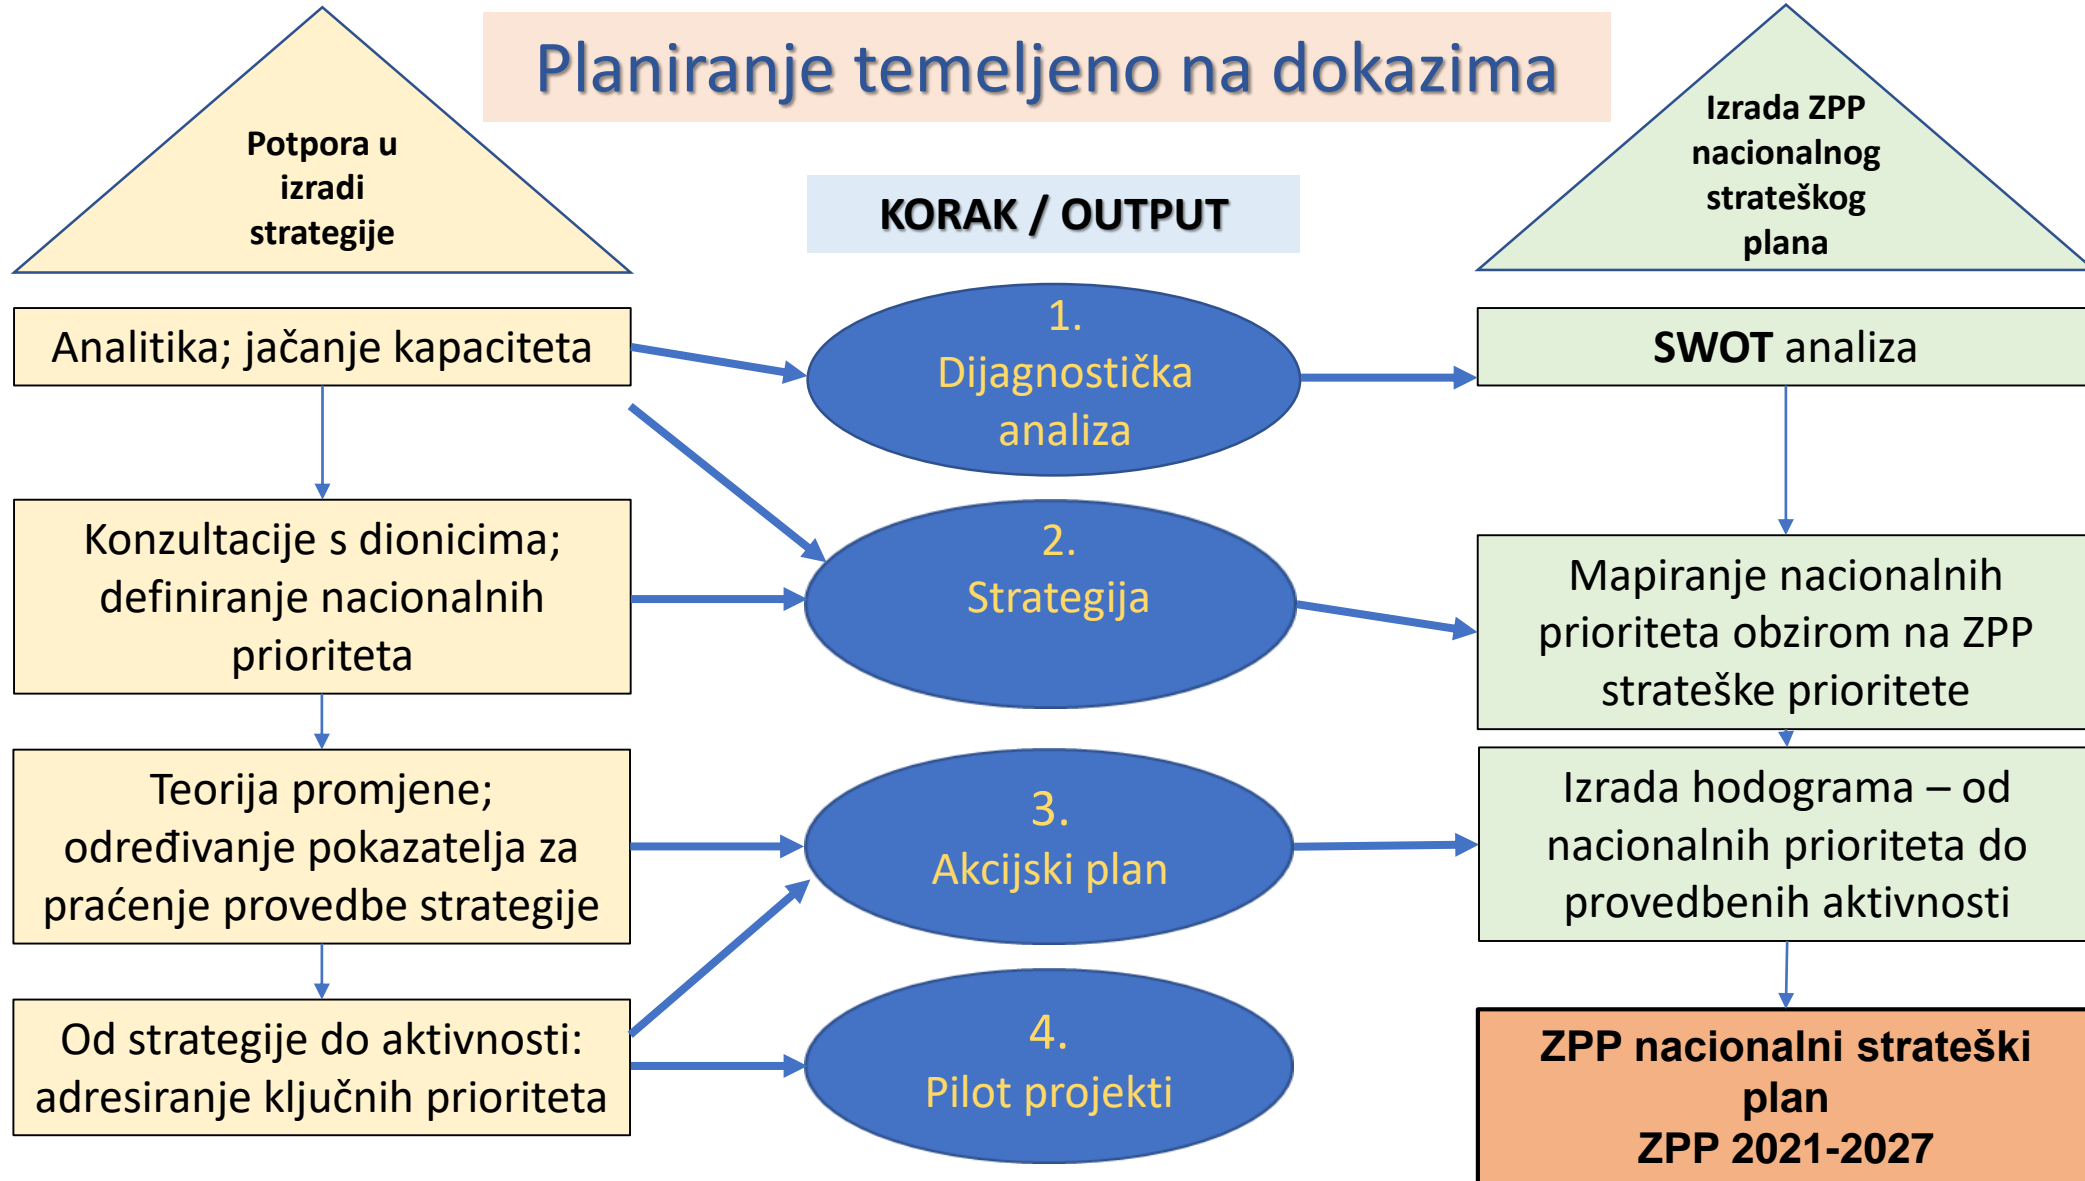 Planiranje temeljeno na dokazima
Potpora u
izradi
strategije
KORAK / OUTPUT
Izrada ZPP
nacionalnog
strateškog
plana
Analitika; jačanje kapaciteta
1.
Dijagnostička
analiza
SWOT analiza
Konzultacije s dionicima;
definiranje nacionalnih
prioriteta
2.
Strategija
Mapiranje nacionalnih
prioriteta obzirom na ZPP
strateške prioritete
Teorija promjene;
određivanje pokazatelja za
praćenje provedbe strategije
3.
Akcijski plan
Izrada hodograma – od
nacionalnih prioriteta do
provedbenih aktivnosti
Od strategije do aktivnosti:
adresiranje ključnih prioriteta
4.
Pilot projekti
ZPP nacionalni strateški
plan
ZPP 2021-2027